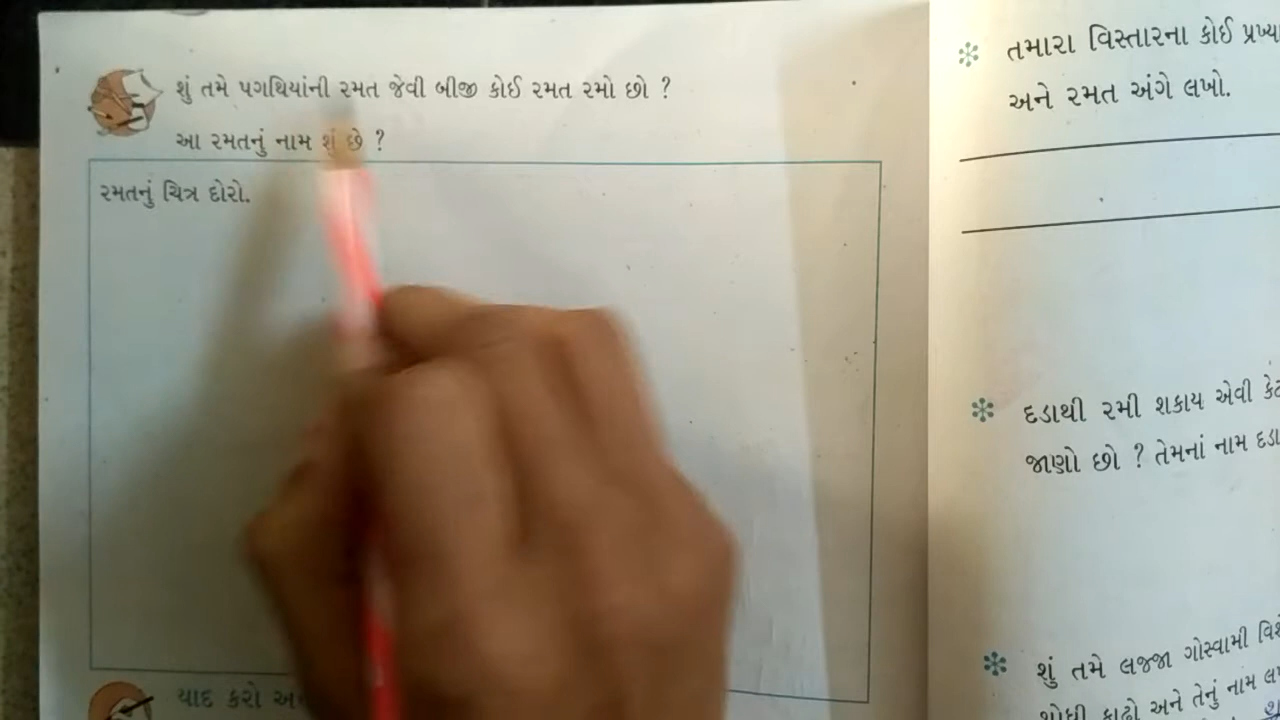 શું તમે પગથિયાંની રમત જેવી બીજી કોઈ રમત રમો છો ?
આ રમતનું નામ શું છે ?
રમતનું ચિત્ર દોરો.
યાદ કરો
તમારા વિસ્તારના કોઈ
અને રમત અંગે લખો.
દડાથી રમી શકાય એવી
જાણો છો ? તેમનાં નામ
શું તમે લજ્જા ગોસ્વામી
શોધી કાઢો અને તેનું નામ